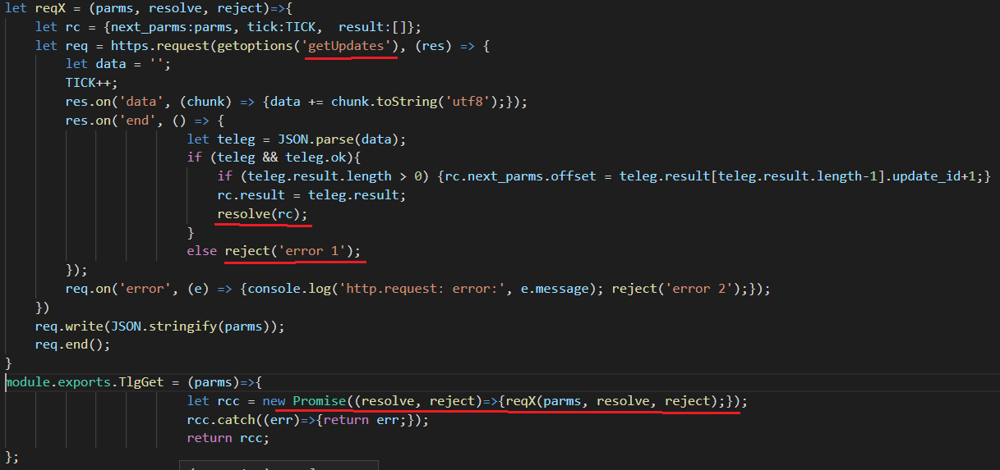 let reqX = (parms, resolve, reject)=>{
let rc = {next_parms:parms, tick:TICK,  result:[]};
let req = https.request(getoptions('getUpdates'), (res) => {
let data = '';
TICK++;
res.on('data', (chunk) => {data += chunk.toString('utf8');});
res.on('end', () => {
let teleg = JSON.parse(data);
if (teleg && teleg.ok){
if (teleg.result.length > 0) {rc.next_parms.offset = teleg.result[teleg.result.length-1].update_id+1;}
rc.result = teleg.result;
resolve(rc);
}
else reject('error 1');
});
req.on('error', (e) => {console.log('http.request: error:', e.message); reject('error 2');});
})
req.write(JSON.stringify(parms));
req.end();
}
module.exports.TlgGet = (parms)=>{
let rcc = new Promise((resolve, reject)=>{reqX(parms, resolve, reject);});
rcc.catch((err)=>{return err;});
return rcc;
};